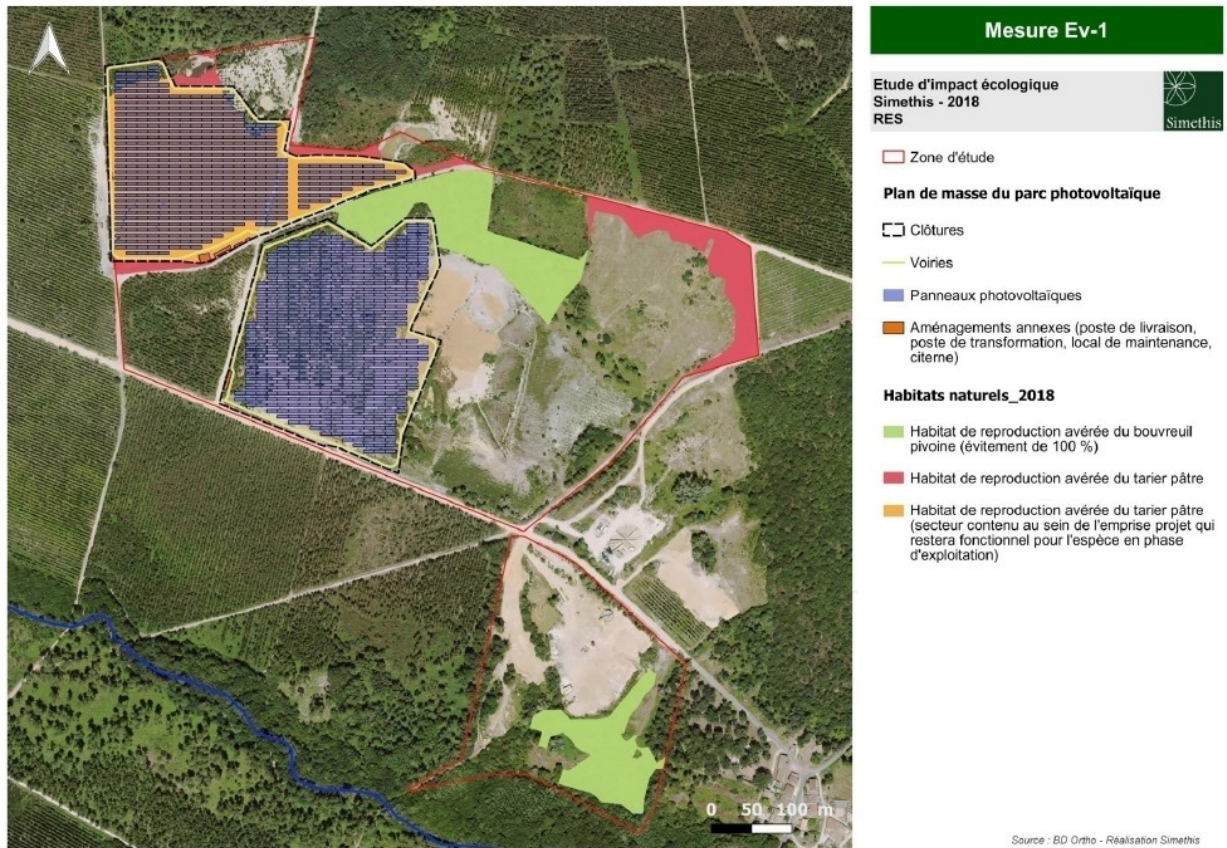 Mesure Ev-1
Etude d'impact écologique
Simethis - 2018
RES
Simethis
Zone d'étude
Plan de masse du parc photovoltaïque
Clôtures
Voiries
Panneaux photovoltaïques
Aménagements annexes (poste de livraison,
poste de transformation, local de maintenance,
citerne)
Habitats naturels_2018
Habitat de reproduction avérée du bouvreuil
pivoine (évitement de 100 %)
Habitat de reproduction avérée du tarier pâtre
Habitat de reproduction avérée du tarier pâtre
(secteur contenu au sein de l'emprise projet qui
restera fonctionnel pour l'espèce en phase
d'exploitation)
0 50 100 m
Source : BD Ortho - Réalisation Simethis